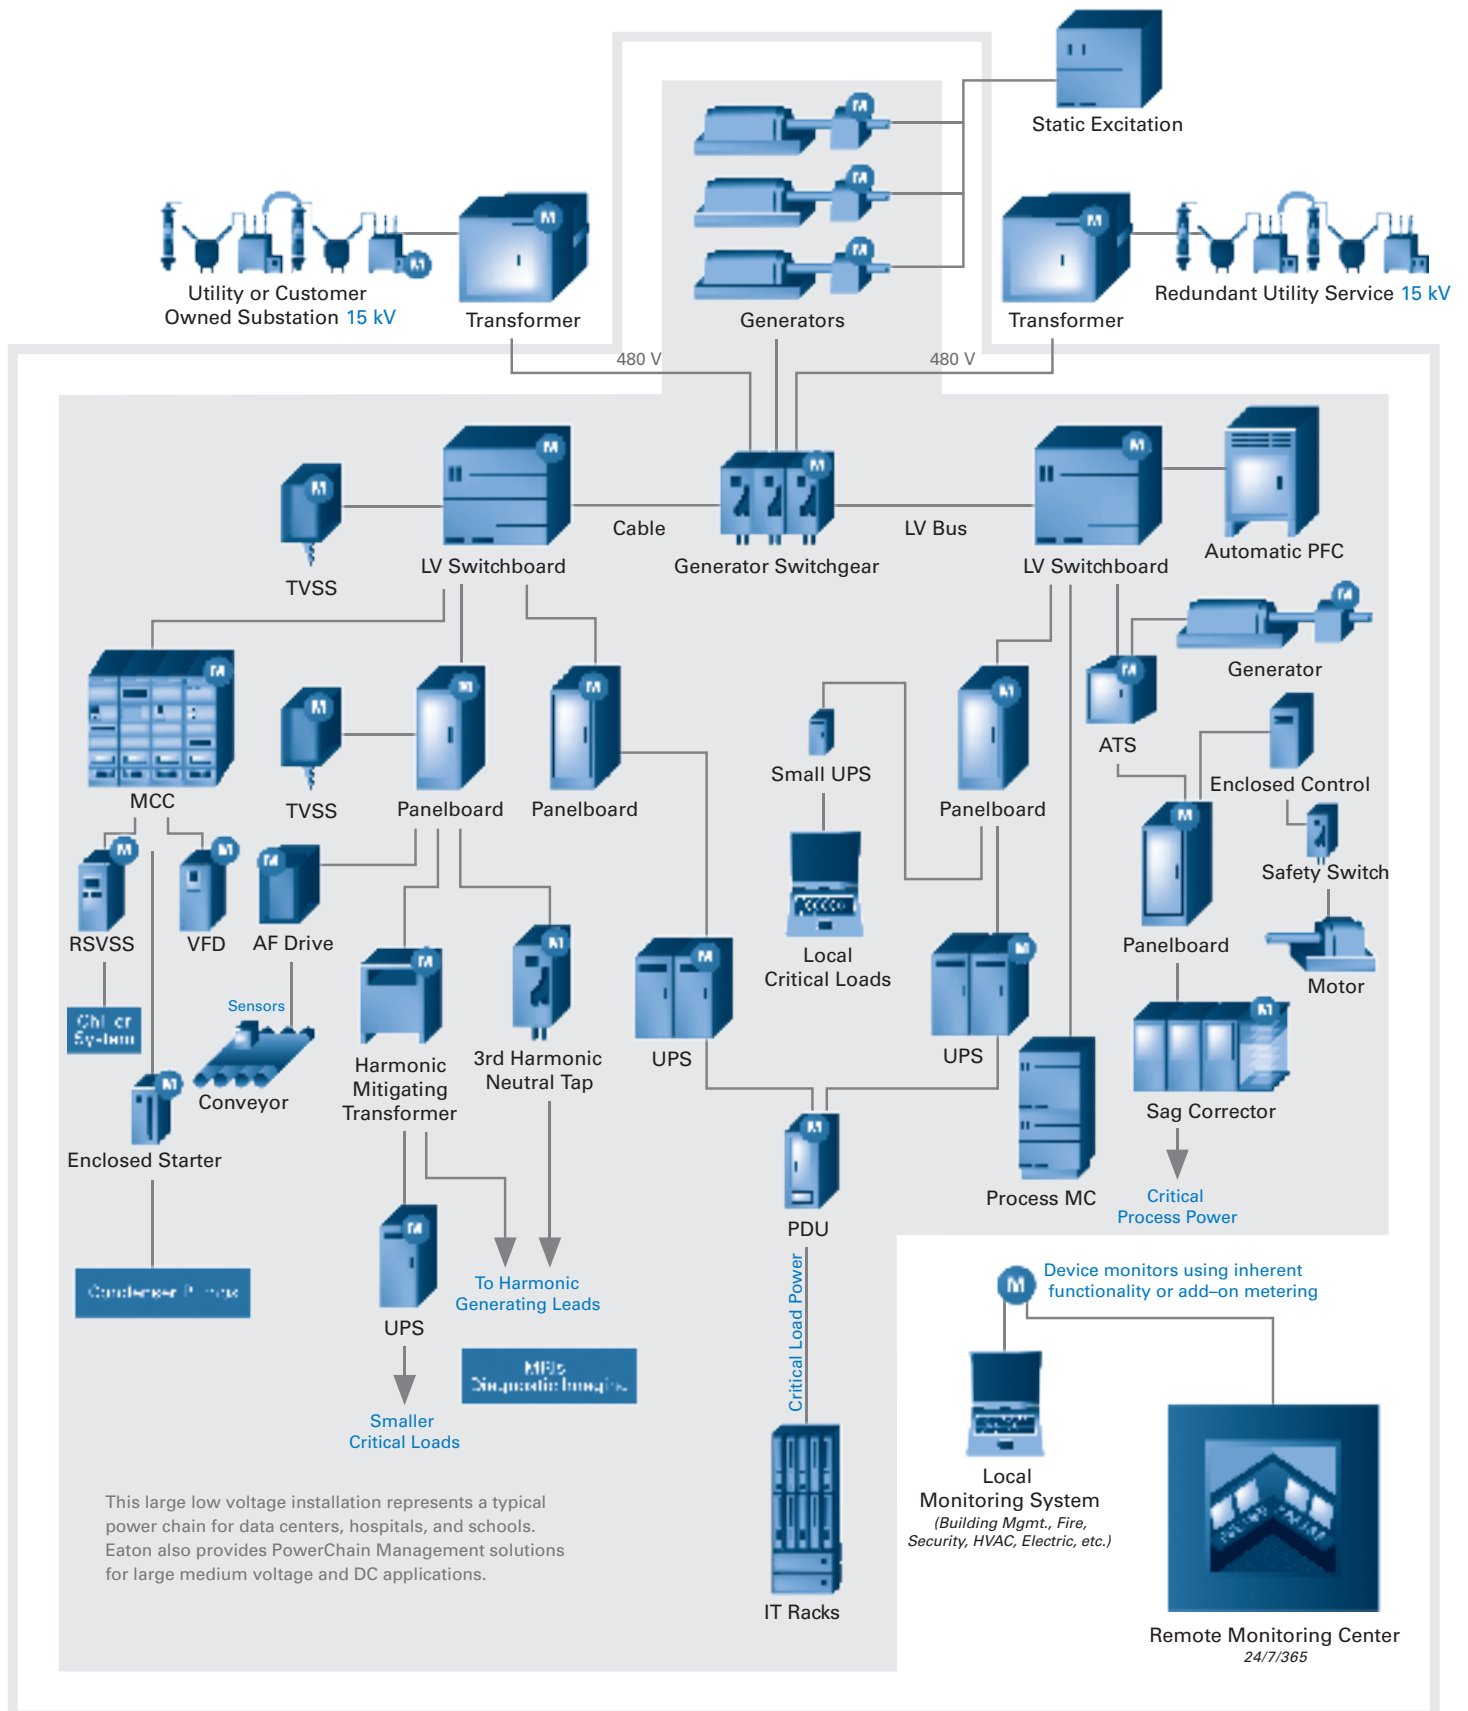 Static Excitation
Utility or Customer
Owned Substation 15 kV
Transformer
Generators
Transformer
Redundant Utility Service 15 kV
480 V
480 V
M
TVSS
LV Switchboard
Cable
Generator Switchgear
LV Bus
LV Switchboard
Automatic PFC
Generator
MCC
TVSS
Panelboard
Panelboard
Small UPS
Panelboard
ATS
Enclosed Control
Safety Switch
RSVSS
VFD
AF Drive
Local
Critical Loads
Panelboard
Motor
Sensors
System
Conveyor
Harmonic
Mitigating
Transformer
3rd Harmonic
Neutral Tap
UPS
UPS
Sag Corrector
Enclosed Starter
Process MC
Critical
Process Power
PDU
Condenser
UPS
To Harmonic
Generating Leads
Critical Load Power
M
Device monitors using inherent
functionality or add–on metering
MRIs
Diagnostic Imaging
Smaller
Critical Loads
Local
Monitoring System
(Building Mgmt., Fire,
Security, HVAC, Electric, etc.)
This large low voltage installation represents a typical
power chain for data centers, hospitals, and schools.
Eaton also provides PowerChain Management solutions
for large medium voltage and DC applications.
IT Racks
Remote Monitoring Center
24/7/365